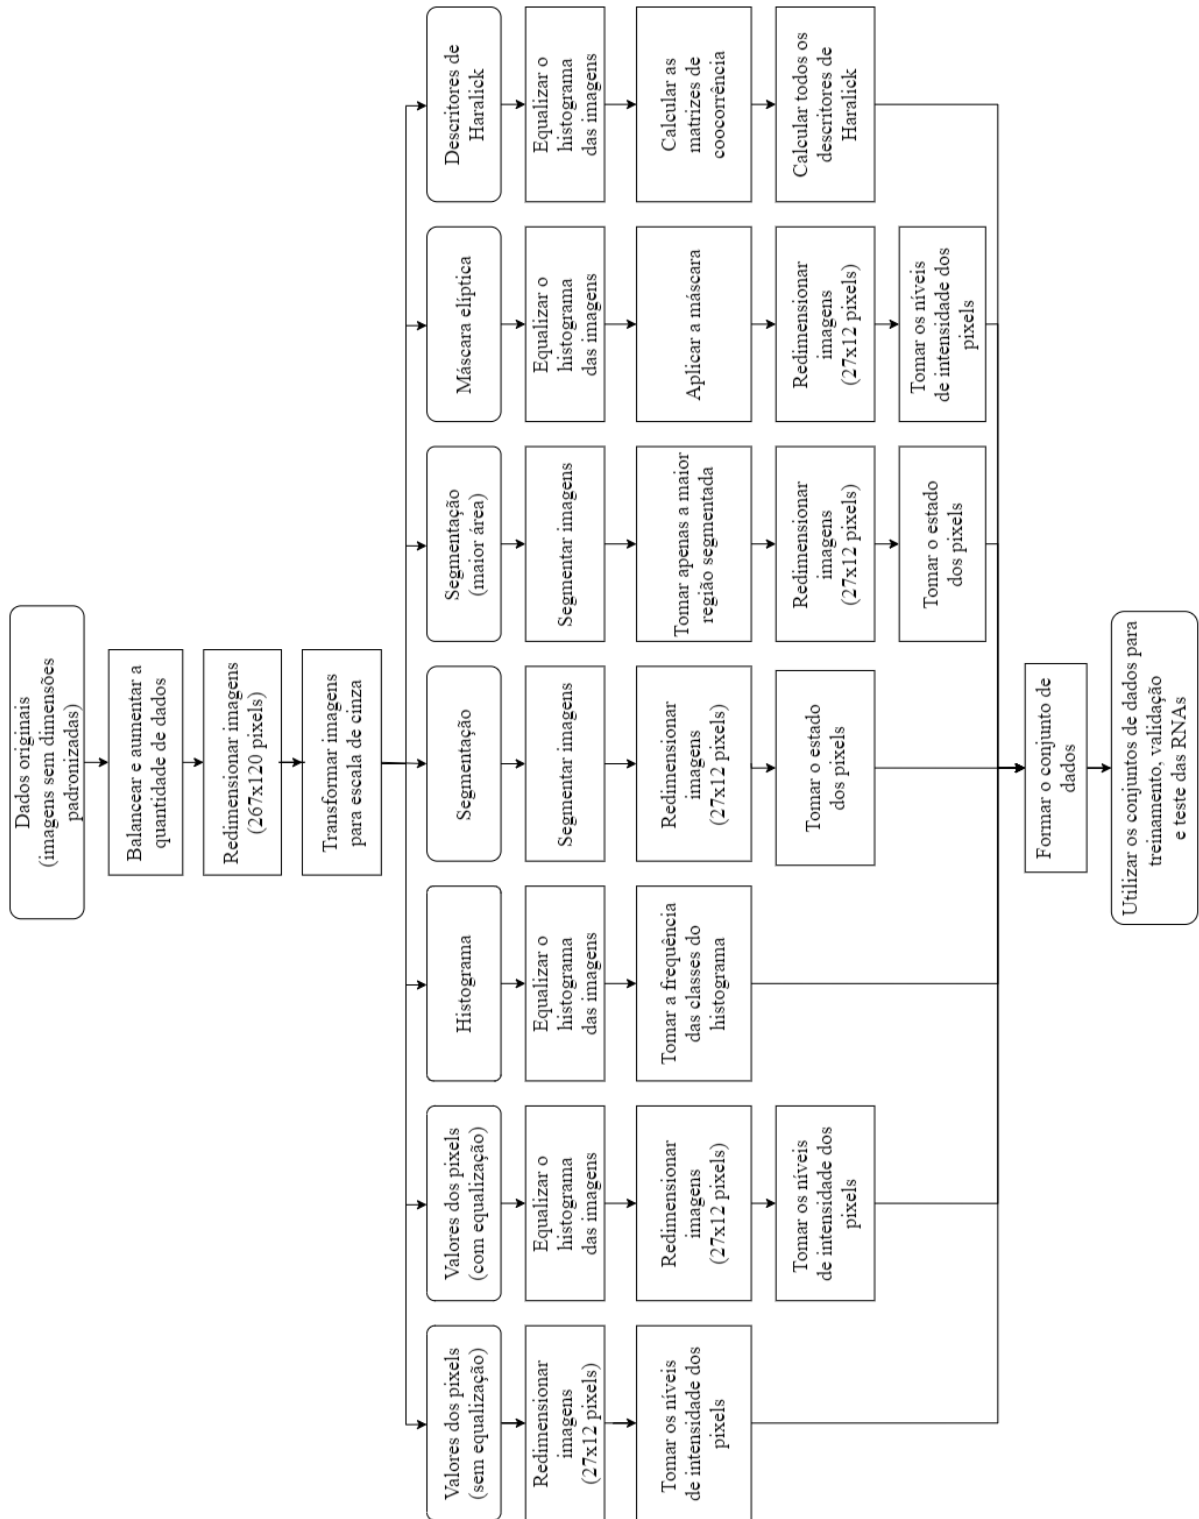 Dados originais
(imagens sem dimensões
padronizadas)
Balancear e aumentar a
quantidade de dados
Redimensionar imagens
(267x120 pixels)
Transformar imagens
para escala de cinza
Valores dos pixels
(sem equalização)
Redimensionar
imagens
(27x12 pixels)
Tomar os níveis
de intensidade dos
pixels
Valores dos pixels
(com equalização)
Equalizar o
histograma
das imagens
Redimensionar
imagens
(27x12 pixels)
Tomar os níveis
de intensidade dos
pixels
Histograma
Equalizar o
histograma
das imagens
Tomar a frequência
das classes do
histograma
Segmentação
Segmentar imagens
Redimensionar
imagens
(27x12 pixels)
Tomar o estado
dos pixels
Segmentação
(maior área)
Segmentar imagens
Tomar apenas a maior
região segmentada
Redimensionar
imagens
(27x12 pixels)
Tomar o estado
dos pixels
Máscara elíptica
Equalizar o
histograma
das imagens
Aplicar a máscara
Redimensionar
imagens
(27x12 pixels)
Tomar os níveis
de intensidade dos
pixels
Descritores de
Haralick
Equalizar o
histograma
das imagens
Calcular as
matrizes de
coocorrência
Calcular todos os
descritores de
Haralick
Formar o conjunto de
dados
Utilizar os conjuntos de dados para
treinamento, validação
e teste das RNAs